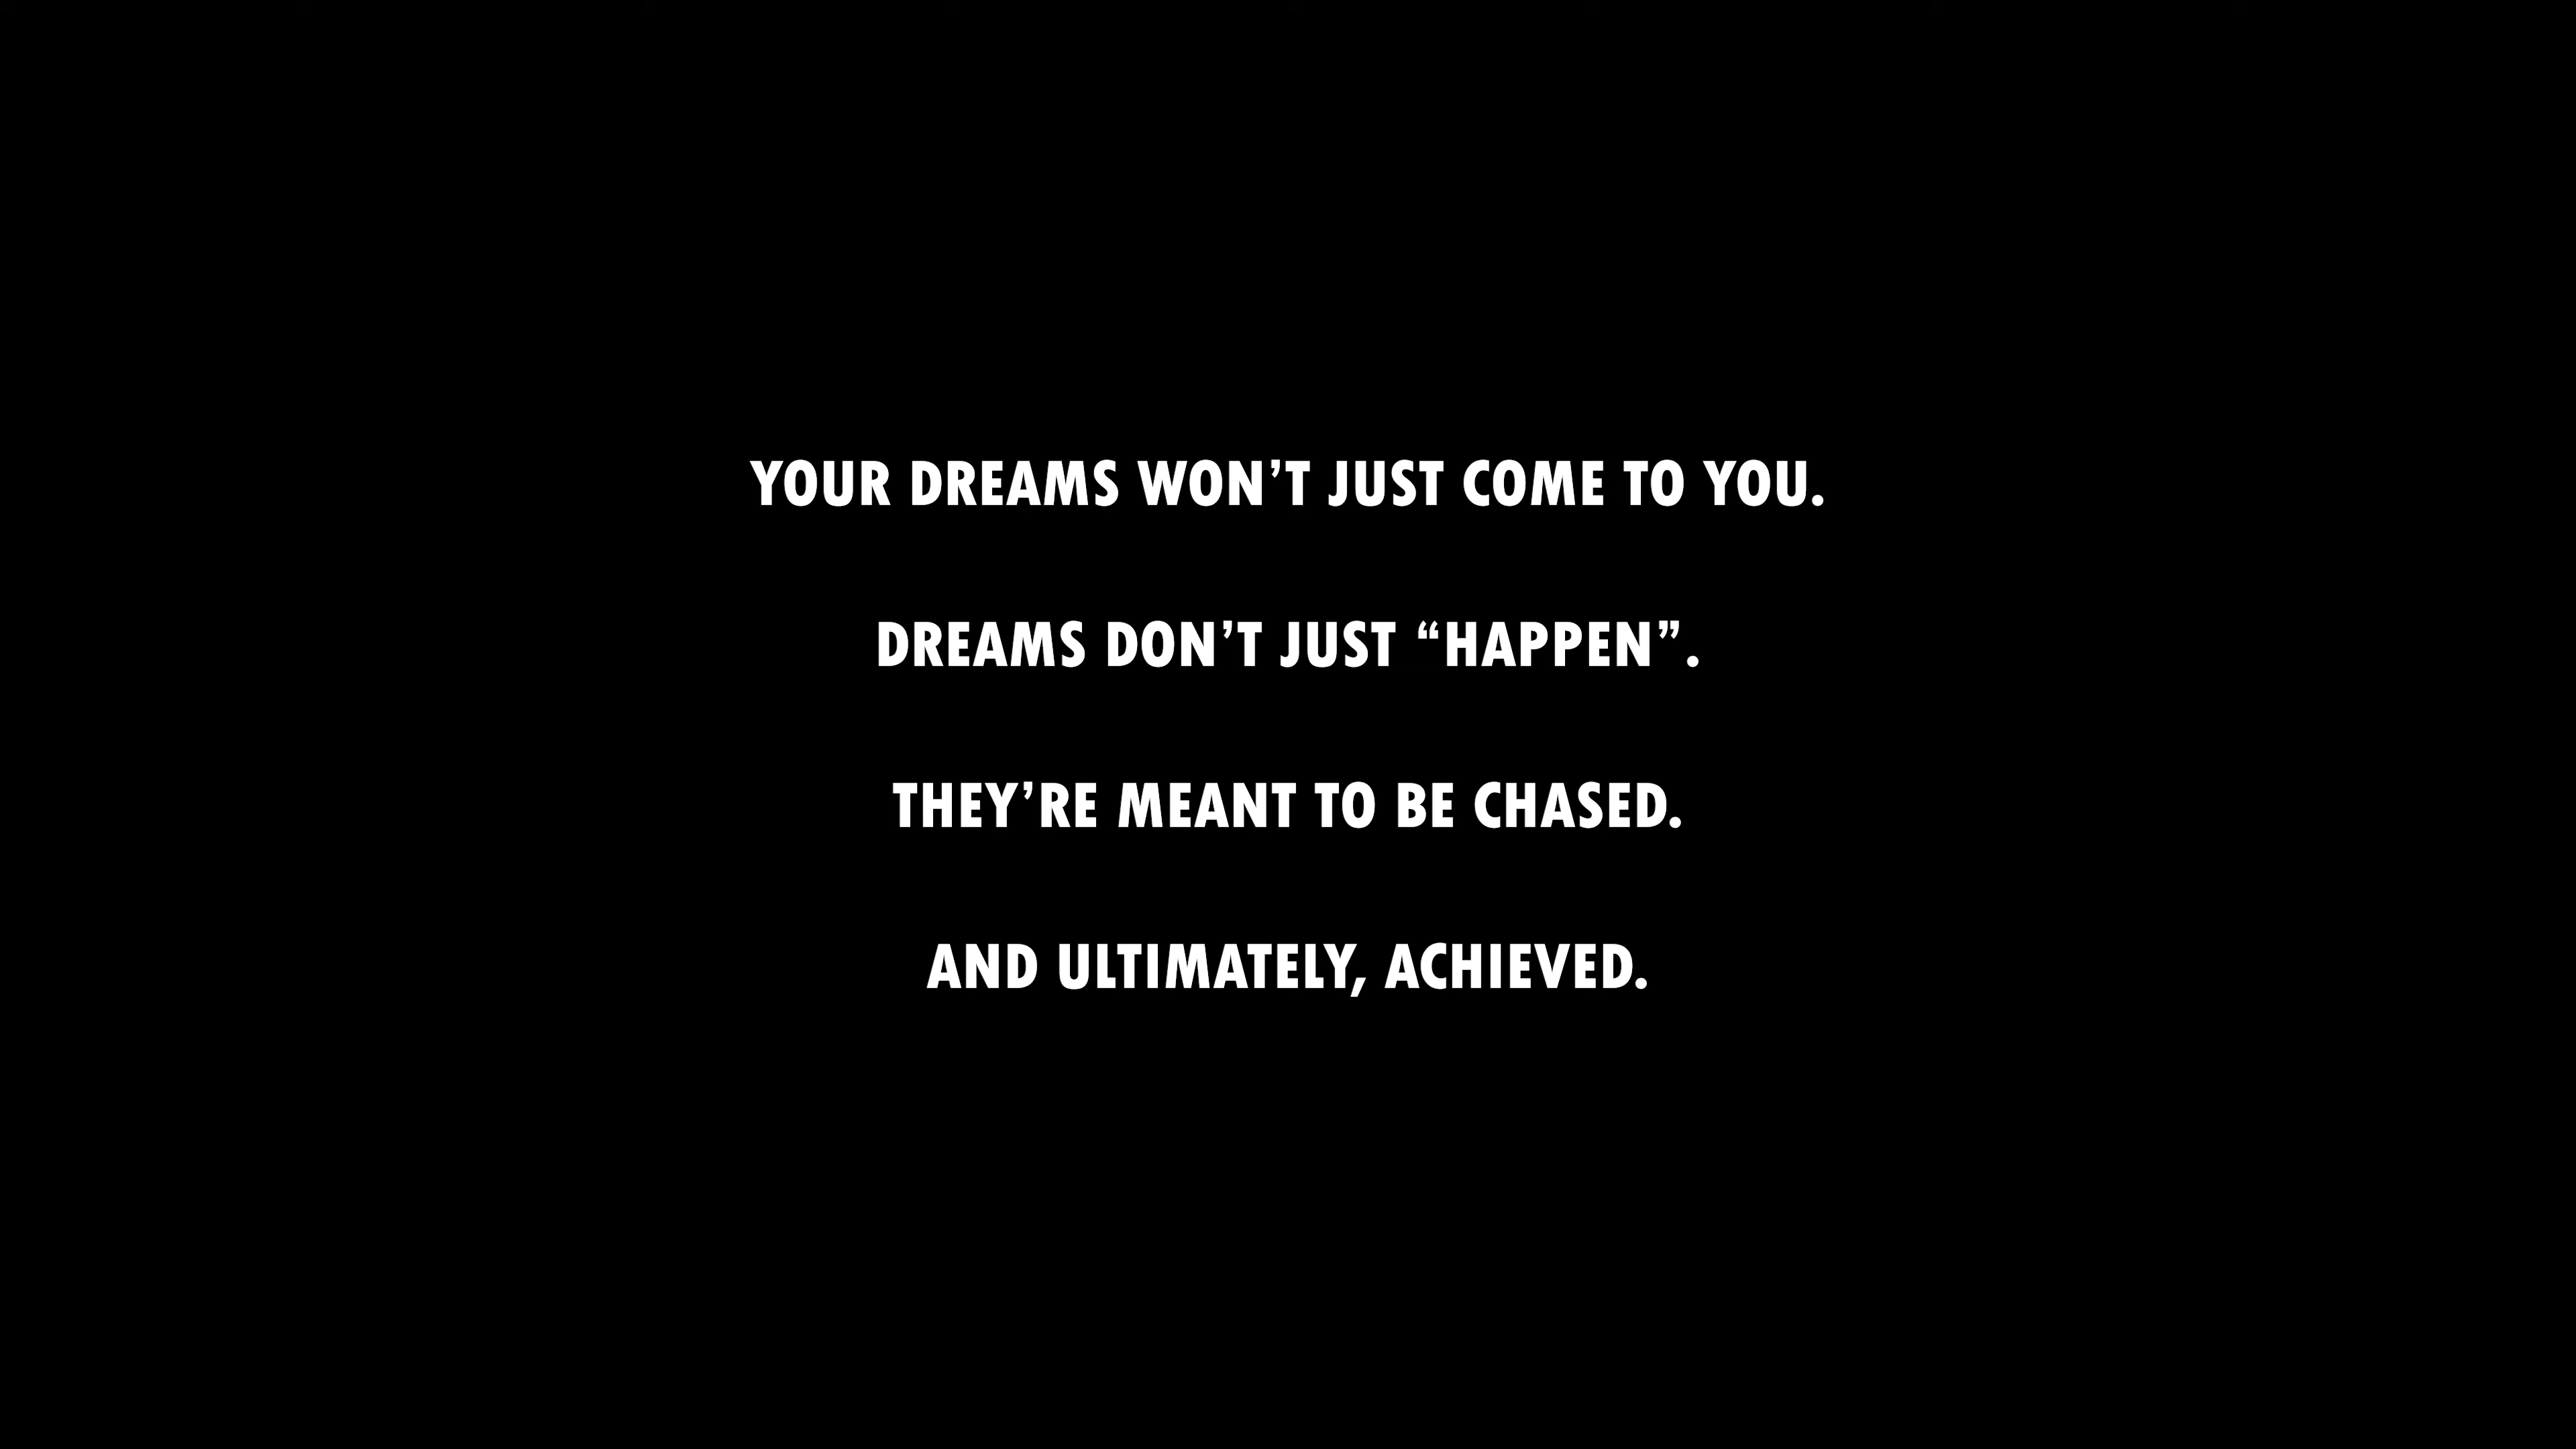 YOUR DREAMS WON’T JUST COME TO YOU.
DREAMS DON’T JUST “HAPPEN”.
THEY’RE MEANT TO BE CHASED.
AND ULTIMATELY, ACHIEVED.